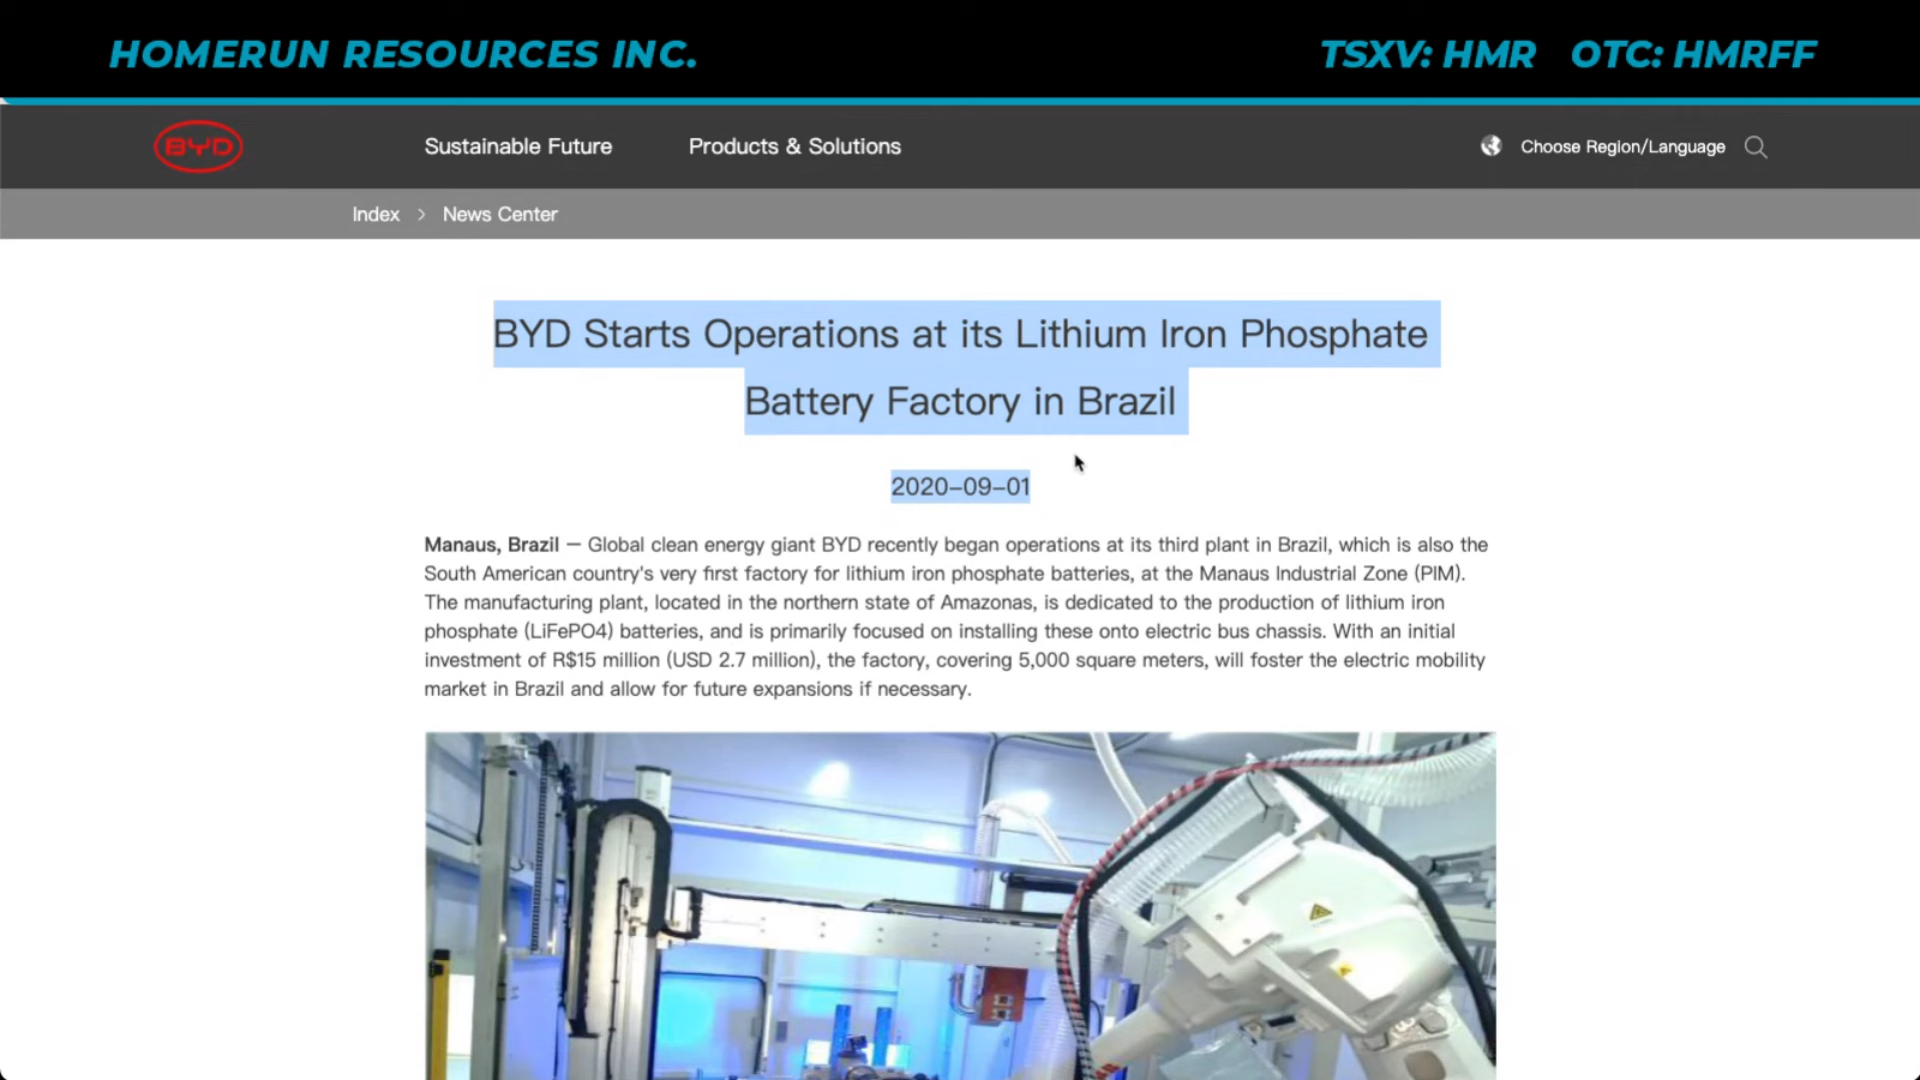 HOMERUN RESOURCES INC.
TSXV: HMR OTC: HMRFF
BYD
Sustainable Future
Products & Solutions
Choose Region/Language
Index > News Center
BYD Starts Operations at its Lithium Iron Phosphate
Battery Factory in Brazil
2020-09-01
Manaus, Brazil — Global clean energy giant BYD recently began operations at its third plant in Brazil, which is also the
South American country's very first factory for lithium iron phosphate batteries, at the Manaus Industrial Zone (PIM).
The manufacturing plant, located in the northern state of Amazonas, is dedicated to the production of lithium iron
phosphate (LiFePO4) batteries, and is primarily focused on installing these onto electric bus chassis. With an initial
investment of R$15 million (USD 2.7 million), the factory, covering 5,000 square meters, will foster the electric mobility
market in Brazil and allow for future expansions if necessary.